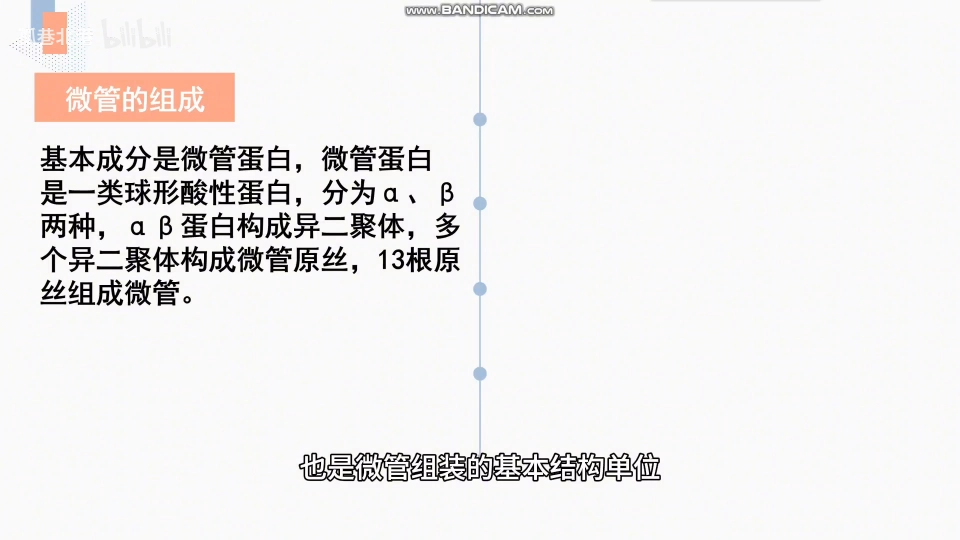 www.BANDICAM.com
巷北
bilibili
微管的组成
基本成分是微管蛋白，微管蛋白
是一类球形酸性蛋白，分为α、β
两种，αβ蛋白构成异二聚体，多
个异二聚体构成微管原丝，13根原
丝组成微管。
也是微管组装的基本结构单位